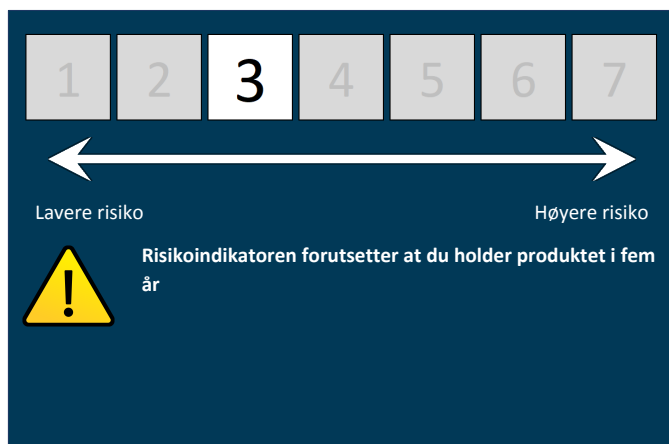 1 2 3 4 5 6 7
Lavere risiko Høyere risiko
Risikoindikatoren forutsetter at du holder produktet i fem
år